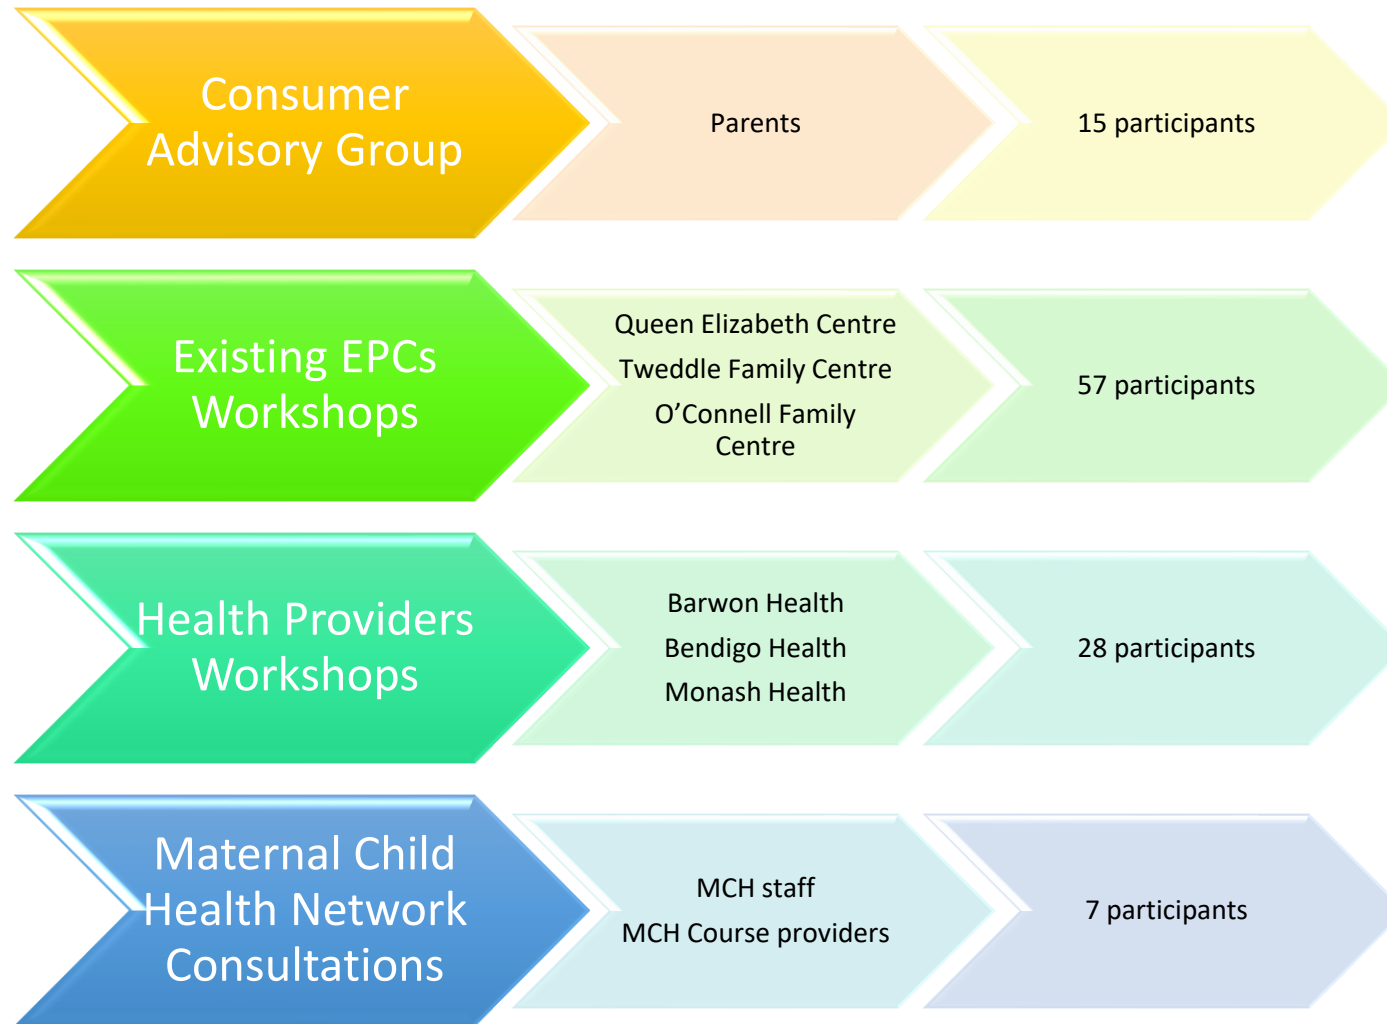 Consumer
Advisory Group
Parents
15 participants
Existing EPCs
Workshops
Queen Elizabeth Centre
Tweddle Family Centre
O’Connell Family
Centre
57 participants
Health Providers
Workshops
Barwon Health
Bendigo Health
Monash Health
28 participants
Maternal Child
Health Network
Consultations
MCH staff
MCH Course providers
7 participants